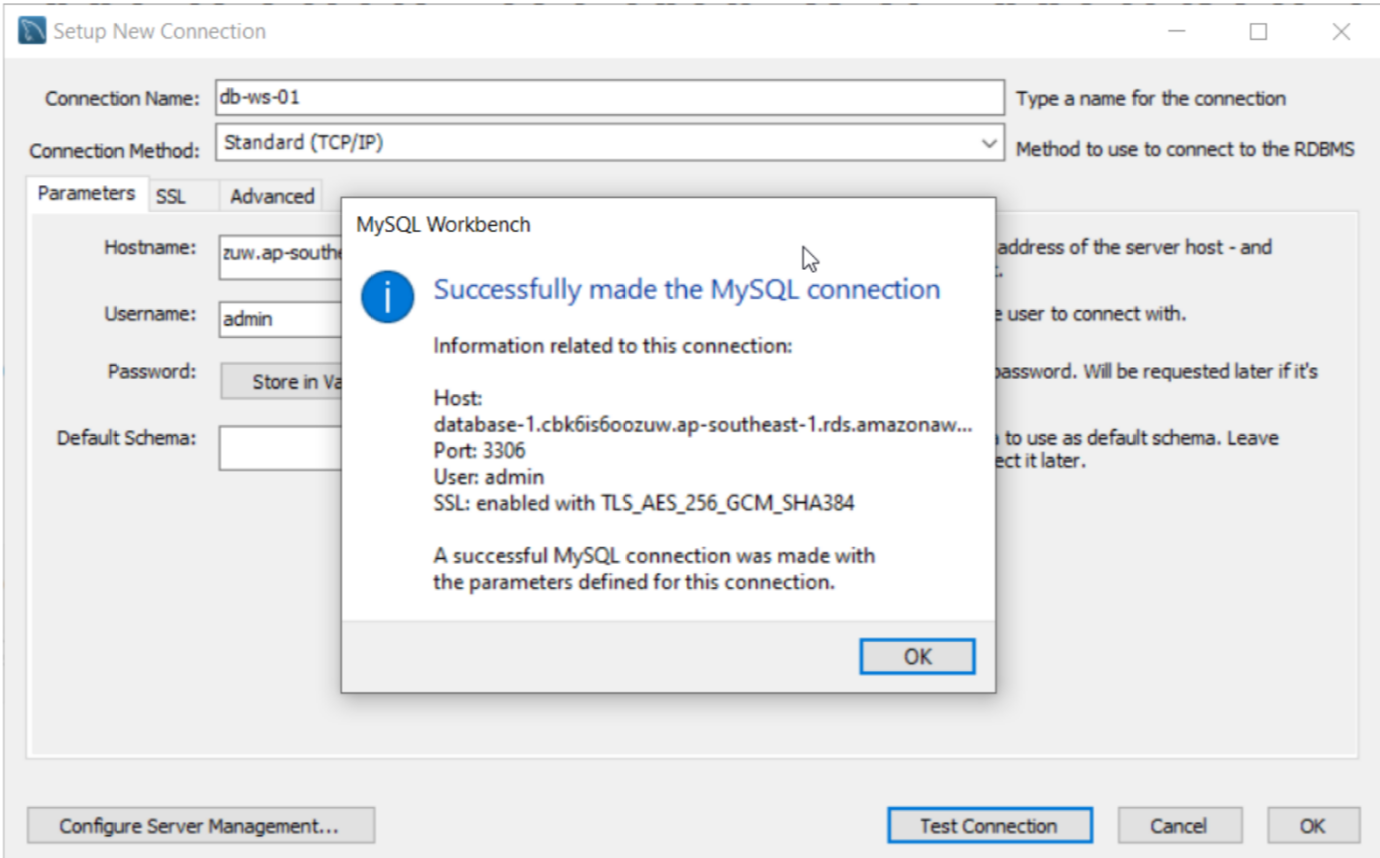 Setup New Connection
Connection Name:
db-ws-01
Type a name for the connection
Connection Method:
Standard (TCP/IP)
Method to use to connect to the RDBMS
Parameters
SSL
Advanced
Hostname:
zuw.ap-southe
address of the server host - and
Username:
admin
user to connect with.
Password:
Store in Va
password. Will be requested later if it's
Default Schema:
to use as default schema. Leave
ect it later.
MySQL Workbench
Successfully made the MySQL connection
Information related to this connection:
Host:
database-1.cbk6is6oozuw.ap-southeast-1.rds.amazonaw...
Port: 3306
User: admin
SSL: enabled with TLS_AES_256_GCM_SHA384
A successful MySQL connection was made with
the parameters defined for this connection.
OK
Configure Server Management...
Test Connection
Cancel
OK